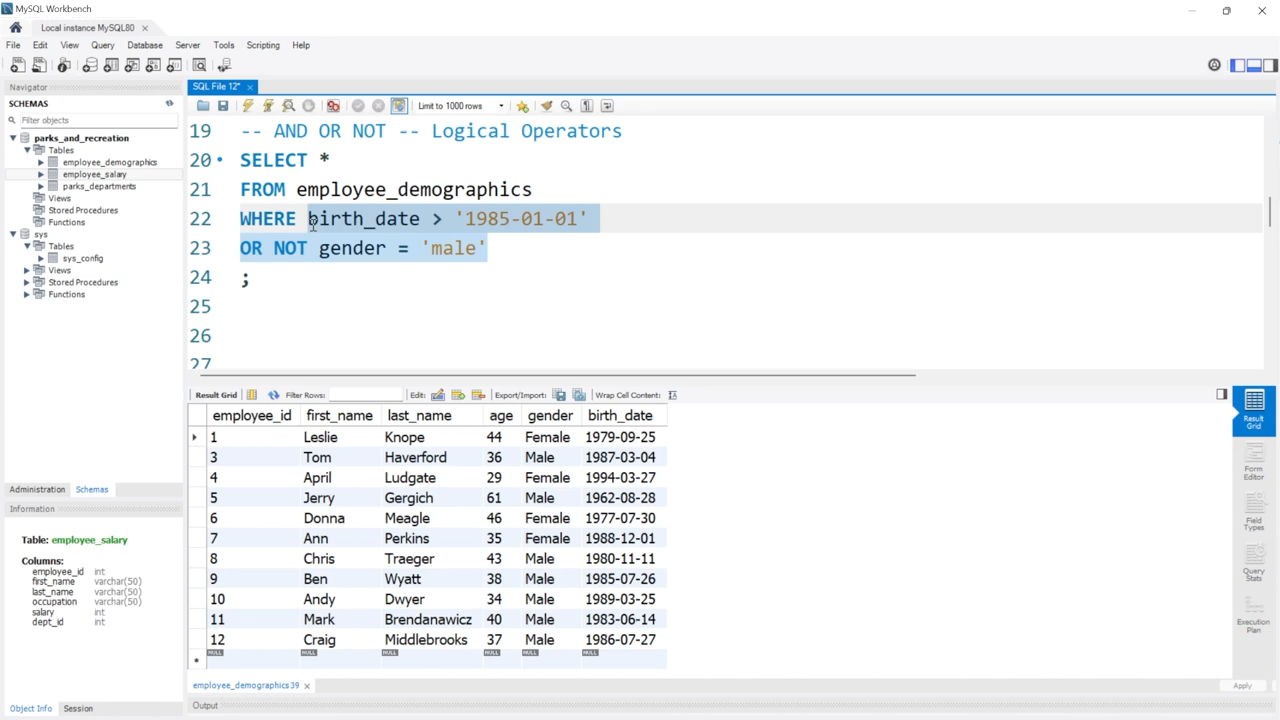 MySQL Workbench
Local instance MySQL80
File Edit View Query Database Server Tools Scripting Help
Navigator
SCHEMAS
Filter objects
parks_and_recreation
Tables
employee_demographics
employee_salary
parks_departments
Views
Stored Procedures
Functions
sys
Tables
sys_config
Views
Stored Procedures
Functions
Administration Schemas
Information
Table: employee_salary
Columns:
employee_id int
first_name varchar(50)
last_name varchar(50)
occupation varchar(50)
salary int
dept_id int
Object Info Session
SQL File 12*
Limit to 1000 rows
19 -- AND OR NOT -- Logical Operators
20 SELECT *
21 FROM employee_demographics
22 WHERE birth_date > '1985-01-01'
23 OR NOT gender = 'male'
24 ;
25
26
27
Result Grid Filter Rows: Edit: Export/Import: Wrap Cell Content:
employee_id first_name last_name age gender birth_date
1 Leslie Knope 44 Female 1979-09-25
3 Tom Haverford 36 Male 1987-03-04
4 April Ludgate 29 Female 1994-03-27
5 Jerry Gergich 61 Male 1962-08-28
6 Donna Meagle 46 Female 1977-07-30
7 Ann Perkins 35 Female 1988-12-01
8 Chris Traeger 43 Male 1980-11-11
9 Ben Wyatt 38 Male 1985-07-26
10 Andy Dwyer 34 Male 1989-03-25
11 Mark Brendanawicz 40 Male 1983-06-14
12 Craig Middlebrooks 37 Male 1986-07-27
NULL NULL NULL NULL NULL NULL
employee_demographics 39
Output
Result
Grid
Form
Editor
Field
Types
Query
Stats
Execution
Plan
Apply